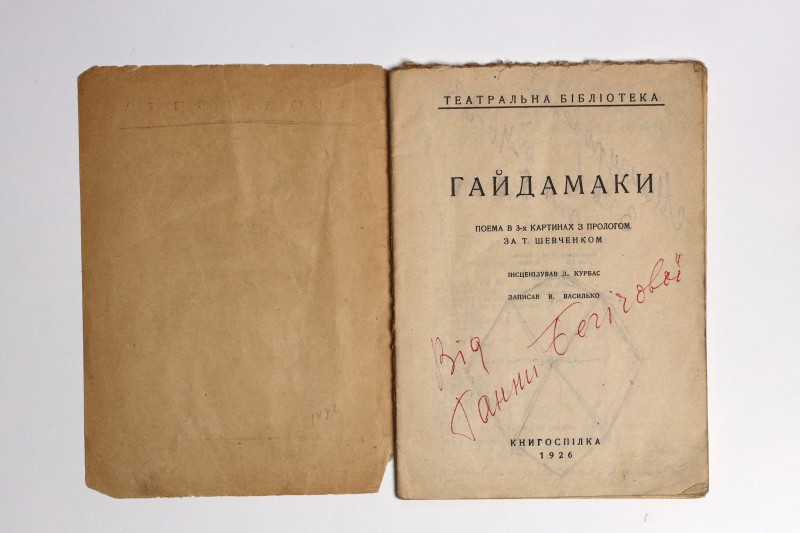 ТЕАТРАЛЬНА БІБЛІОТЕКА
ГАЙДАМАКИ
ПОЕМА В 3-х КАРТИНАХ З ПРОЛОГОМ
ЗА Т. ШЕВЧЕНКОМ
ІНСЦЕНІЗУВАВ Л. КУРБАС
ЗАПИСАВ В. ВАСИЛЬКО
Від
Ганни Бегічової
КНИГОСПІЛКА
1926